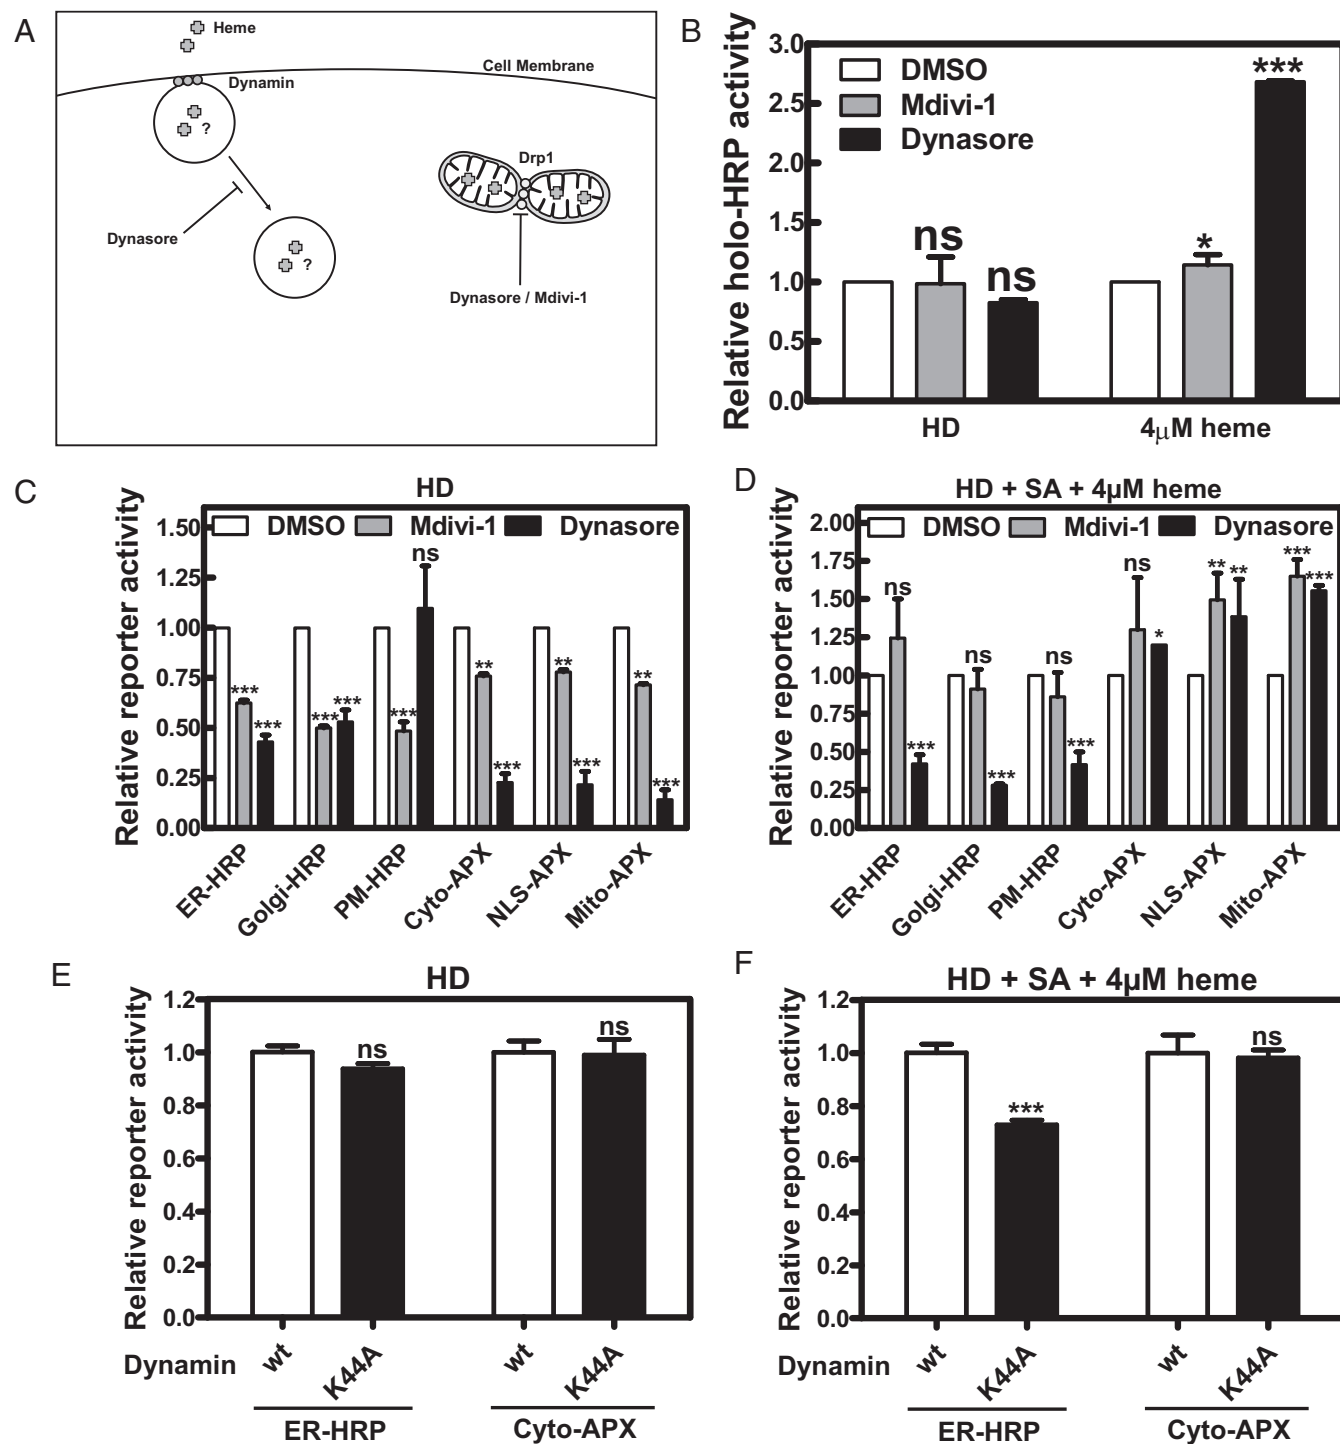 A
Heme
Cell Membrane
Dynamin
?
Drp1
Dynasore
?
Dynasore / Mdivi-1
B
Relative holo-HRP activity
3.0
2.5
2.0
1.5
1.0
0.5
0.0
DMSO
Mdivi-1
Dynasore
ns
ns
*
***
HD
4μM heme
C
HD
Relative reporter activity
1.50
1.25
1.00
0.75
0.50
0.25
0.00
DMSO Mdivi-1 Dynasore
*** *** *** *** *** ns ** *** ** *** ** ***
ER-HRP
Golgi-HRP
PM-HRP
Cyto-APX
NLS-APX
Mito-APX
D
HD + SA + 4μM heme
Relative reporter activity
2.00
1.75
1.50
1.25
1.00
0.75
0.50
0.25
0.00
DMSO Mdivi-1 Dynasore
ns *** ns *** ns *** ns * ** ** *** ***
ER-HRP
Golgi-HRP
PM-HRP
Cyto-APX
NLS-APX
Mito-APX
E
HD
Relative reporter activity
1.2
1.0
0.8
0.6
0.4
0.2
0.0
ns
ns
Dynamin wt K44A wt K44A
ER-HRP Cyto-APX
F
HD + SA + 4μM heme
Relative reporter activity
1.2
1.0
0.8
0.6
0.4
0.2
0.0
***
ns
Dynamin wt K44A wt K44A
ER-HRP Cyto-APX